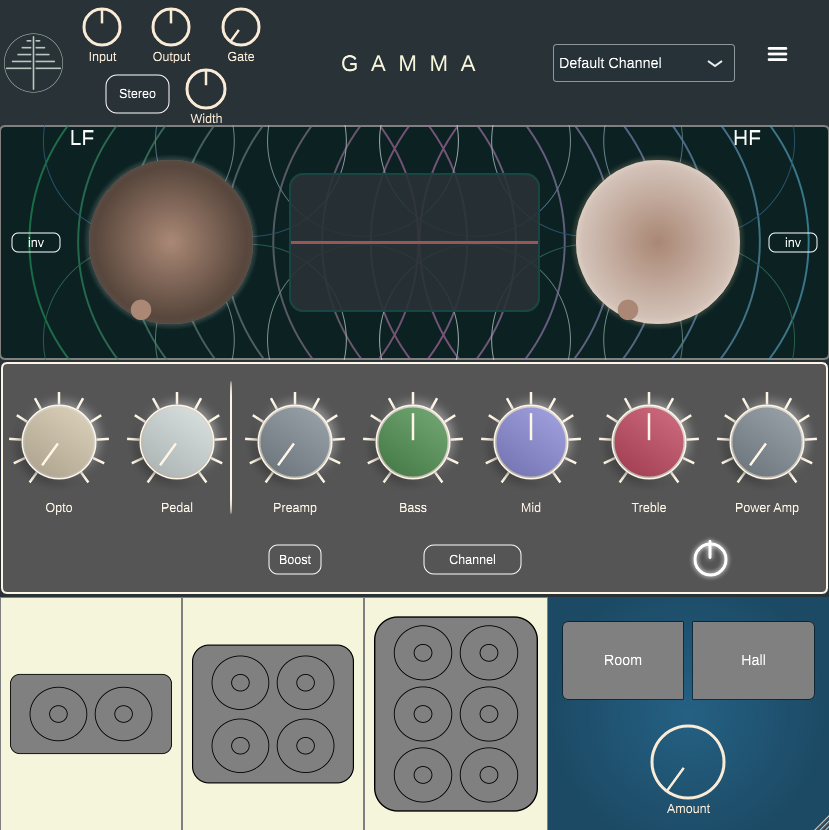 Input Output Gate
Stereo
Width
GAMMA
Default Channel
LF HF
inv inv
Opto Pedal Preamp Bass Mid Treble Power Amp
Boost Channel
Room Hall
Amount